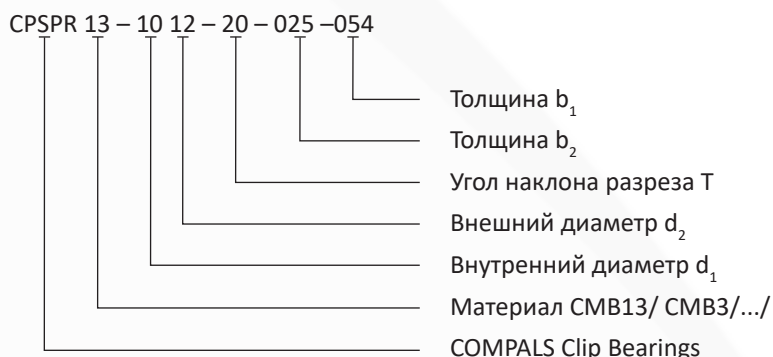 CPSPR 13 – 10 12 – 20 – 025 –054
Толщина b₁
Толщина b₂
Угол наклона разреза T
Внешний диаметр d₂
Внутренний диаметр d₁
Материал CMB13/ CMB3/.../
COMPALS Clip Bearings